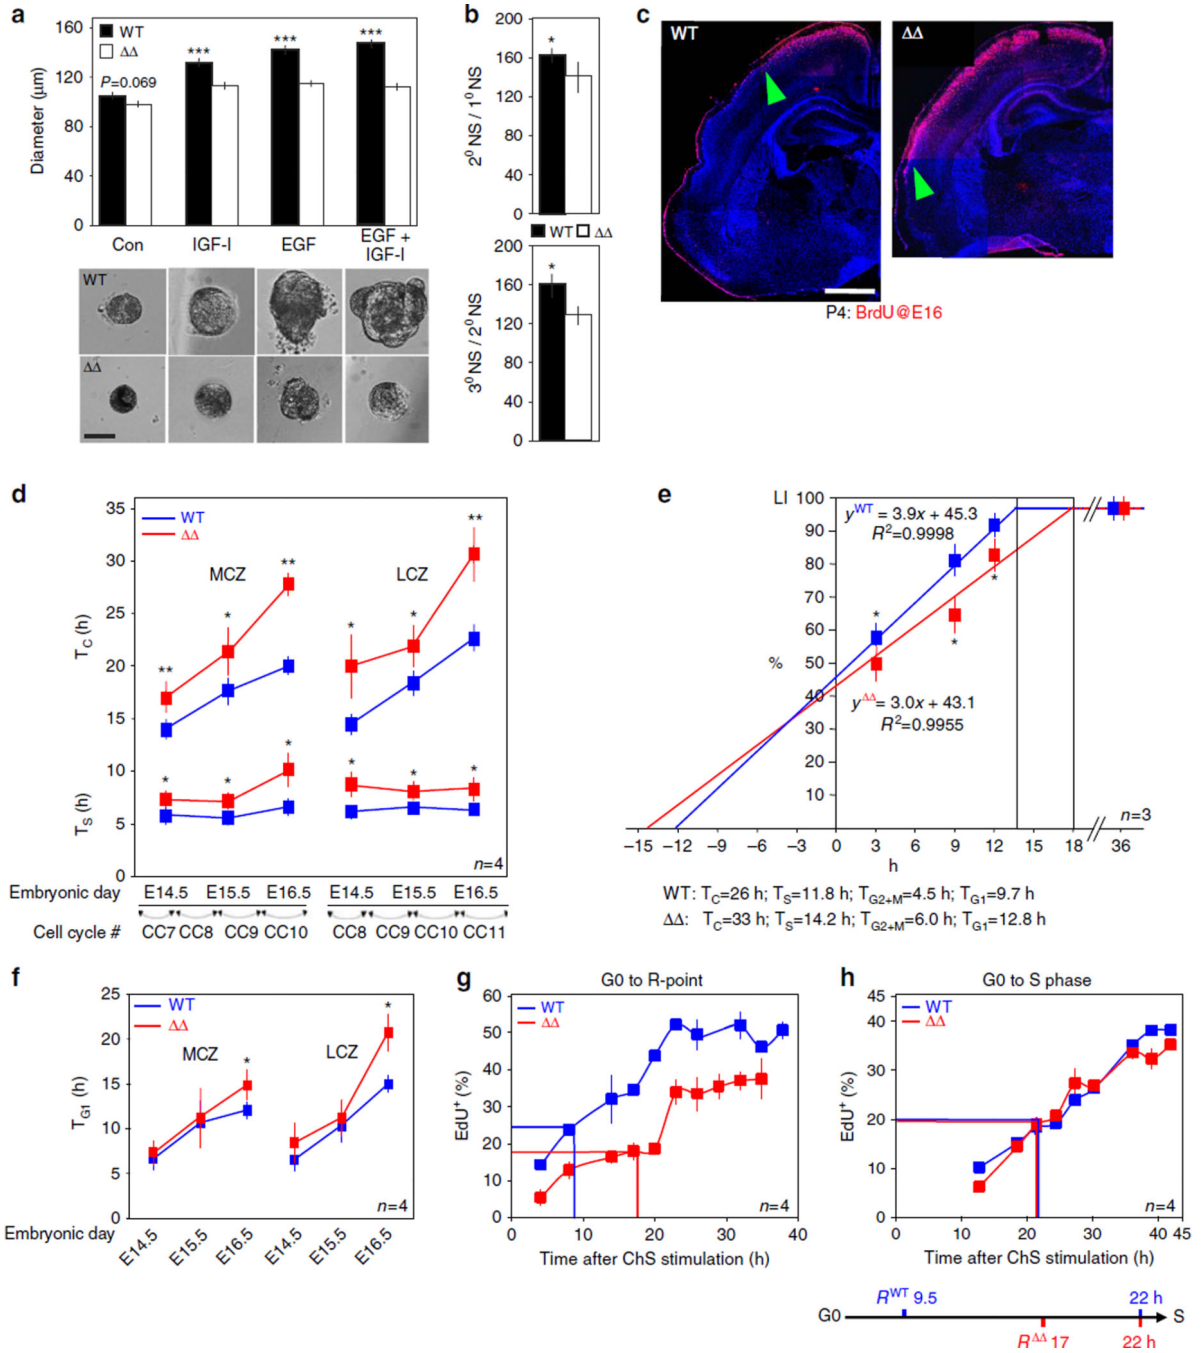 a
160
120
80
40
0
Diameter (μm)
WT
ΔΔ
P=0.069
***
***
***
Con
IGF-I
EGF
EGF +
IGF-I
WT
ΔΔ
b
200
160
120
80
40
0
2⁰ NS / 1⁰ NS
*
WT ΔΔ
200
160
120
80
40
0
3⁰ NS / 2⁰ NS
*
c
WT
ΔΔ
P4: BrdU@E16
d
35
30
25
20
15
10
5
0
T_C (h)
T_S (h)
WT
ΔΔ
MCZ
LCZ
** * ** * * **
* * * * * *
n=4
Embryonic day E14.5 E15.5 E16.5 E14.5 E15.5 E16.5
Cell cycle # CC7 CC8 CC9 CC10 CC8 CC9 CC10 CC11
e
LI 100
90
80
70
60
50
40
30
20
10
%
y^WT = 3.9x + 45.3
R²=0.9998
* * *
y^ΔΔ = 3.0x + 43.1
R²=0.9955
n=3
−15 −12 −9 −6 −3 0 3 6 9 12 15 18 36
h
WT: T_C=26 h; T_S=11.8 h; T_G2+M=4.5 h; T_G1=9.7 h
ΔΔ: T_C=33 h; T_S=14.2 h; T_G2+M=6.0 h; T_G1=12.8 h
f
25
20
15
10
5
0
T_G1 (h)
WT
ΔΔ
MCZ
LCZ
* *
n=4
Embryonic day E14.5 E15.5 E16.5 E14.5 E15.5 E16.5
g
G0 to R-point
60
50
40
30
20
10
0
EdU⁺ (%)
WT
ΔΔ
n=4
0 10 20 30 40
Time after ChS stimulation (h)
h
G0 to S phase
45
40
30
20
10
0
EdU⁺ (%)
WT
ΔΔ
n=4
0 10 20 30 40 45
Time after ChS stimulation (h)
R^WT 9.5 22 h
G0 S
R^ΔΔ 17 22 h